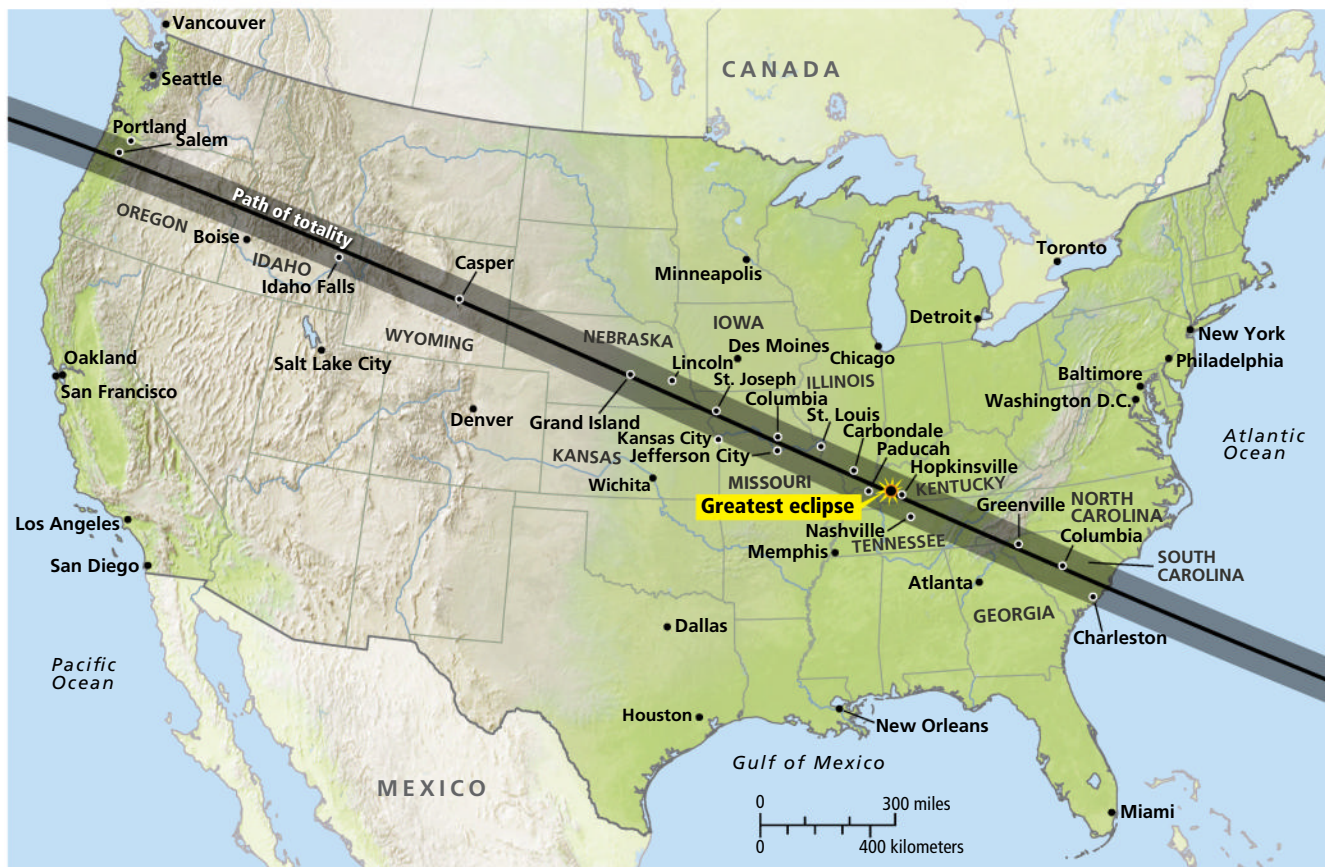 Vancouver
CANADA
Seattle
Portland
Salem
Path of totality
OREGON
Boise
IDAHO
Idaho Falls
Casper
Minneapolis
Toronto
Detroit
New York
WYOMING
NEBRASKA
IOWA
Salt Lake City
Des Moines
Chicago
Oakland
San Francisco
Lincoln
St. Joseph
ILLINOIS
Philadelphia
Baltimore
Washington D.C.
Denver
Grand Island
Columbia
St. Louis
Carbondale
Kansas City
Jefferson City
Paducah
Atlantic
Ocean
KANSAS
Hopkinsville
Wichita
MISSOURI
KENTUCKY
Greatest eclipse
Greenville
NORTH
CAROLINA
Los Angeles
Nashville
TENNESSEE
Columbia
Memphis
SOUTH
CAROLINA
San Diego
Atlanta
GEORGIA
Dallas
Charleston
Pacific
Ocean
Houston
New Orleans
Gulf of Mexico
MEXICO
0
300 miles
0
400 kilometers
Miami